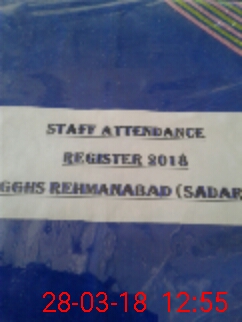 STAFF ATTENDANCE
REGISTER 2018
GGHS REHMANABAD (SADAR
28-03-18 12:55